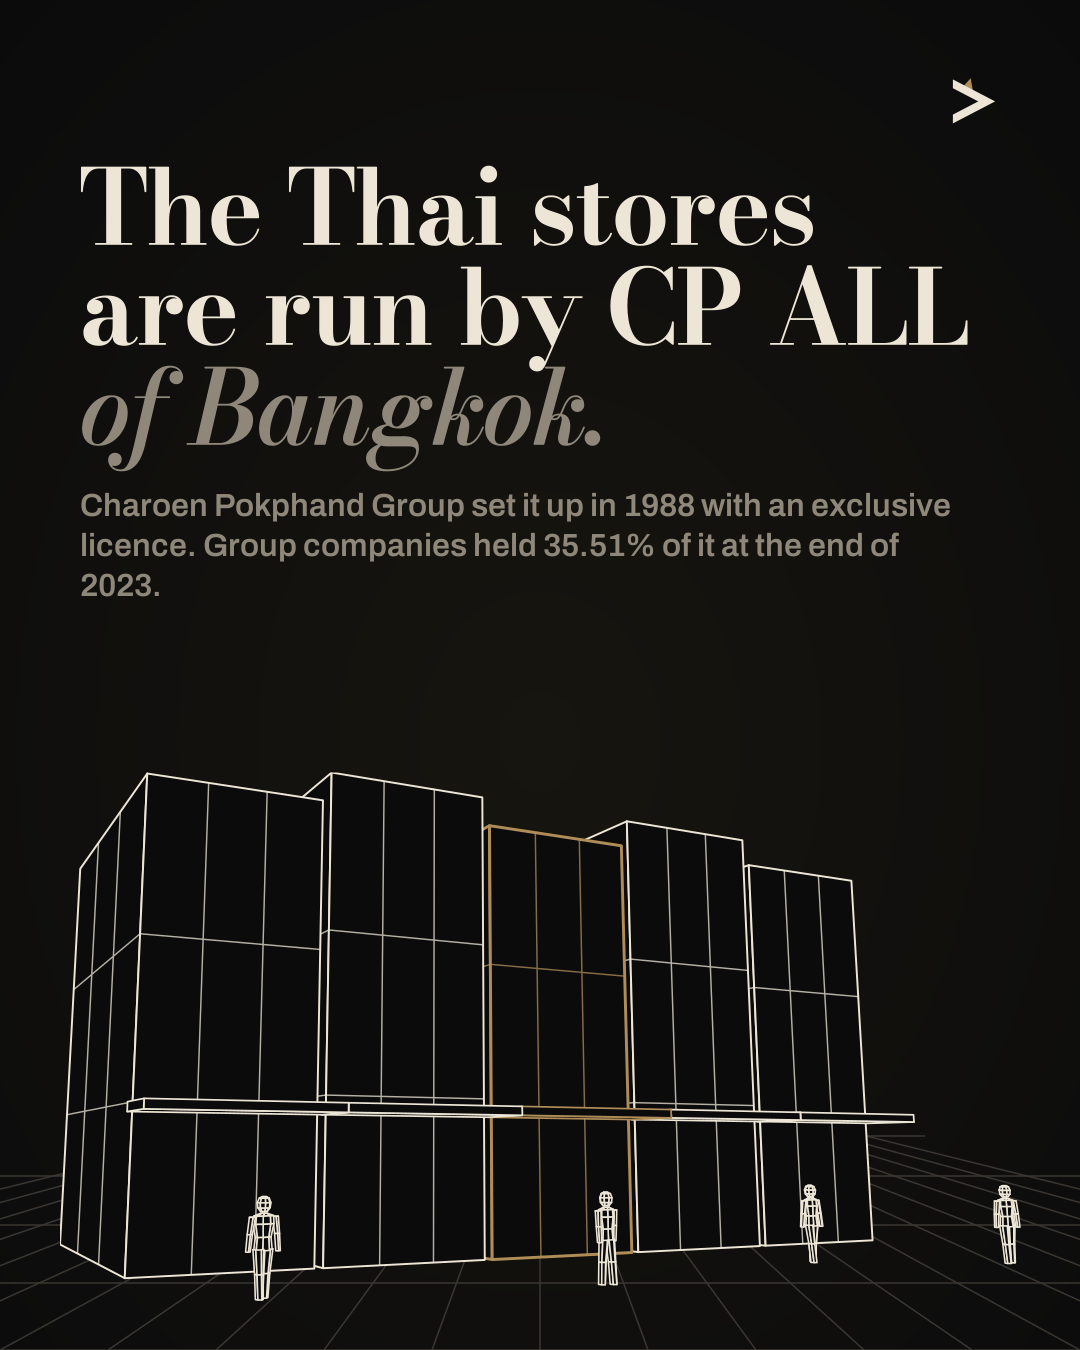 The Thai stores
are run by CP ALL
of Bangkok.
Charoen Pokphand Group set it up in 1988 with an exclusive
licence. Group companies held 35.51% of it at the end of
2023.